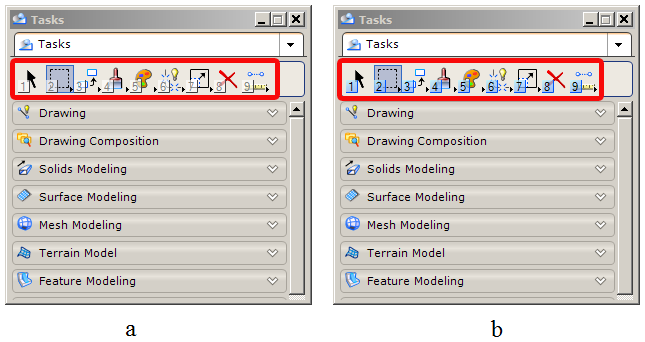 Tasks
Tasks
1 2 3 4 5 6 7 8 9
Drawing
Drawing Composition
Solids Modeling
Surface Modeling
Mesh Modeling
Terrain Model
Feature Modeling
a
Tasks
Tasks
1 2 3 4 5 6 7 8 9
Drawing
Drawing Composition
Solids Modeling
Surface Modeling
Mesh Modeling
Terrain Model
Feature Modeling
b